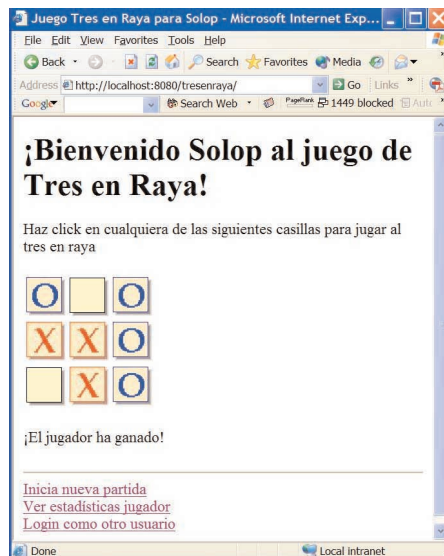 Juego Tres en Raya para Solop - Microsoft Internet Exp...
File Edit View Favorites Tools Help
Back Search Favorites Media
Address http://localhost:8080/tresenraya/ Go Links »
Google Search Web PageRank 1449 blocked
¡Bienvenido Solop al juego de
Tres en Raya!
Haz click en cualquiera de las siguientes casillas para jugar al
tres en raya
O O
X X O
X O
¡El jugador ha ganado!
Inicia nueva partida
Ver estadísticas jugador
Login como otro usuario
Done Local intranet